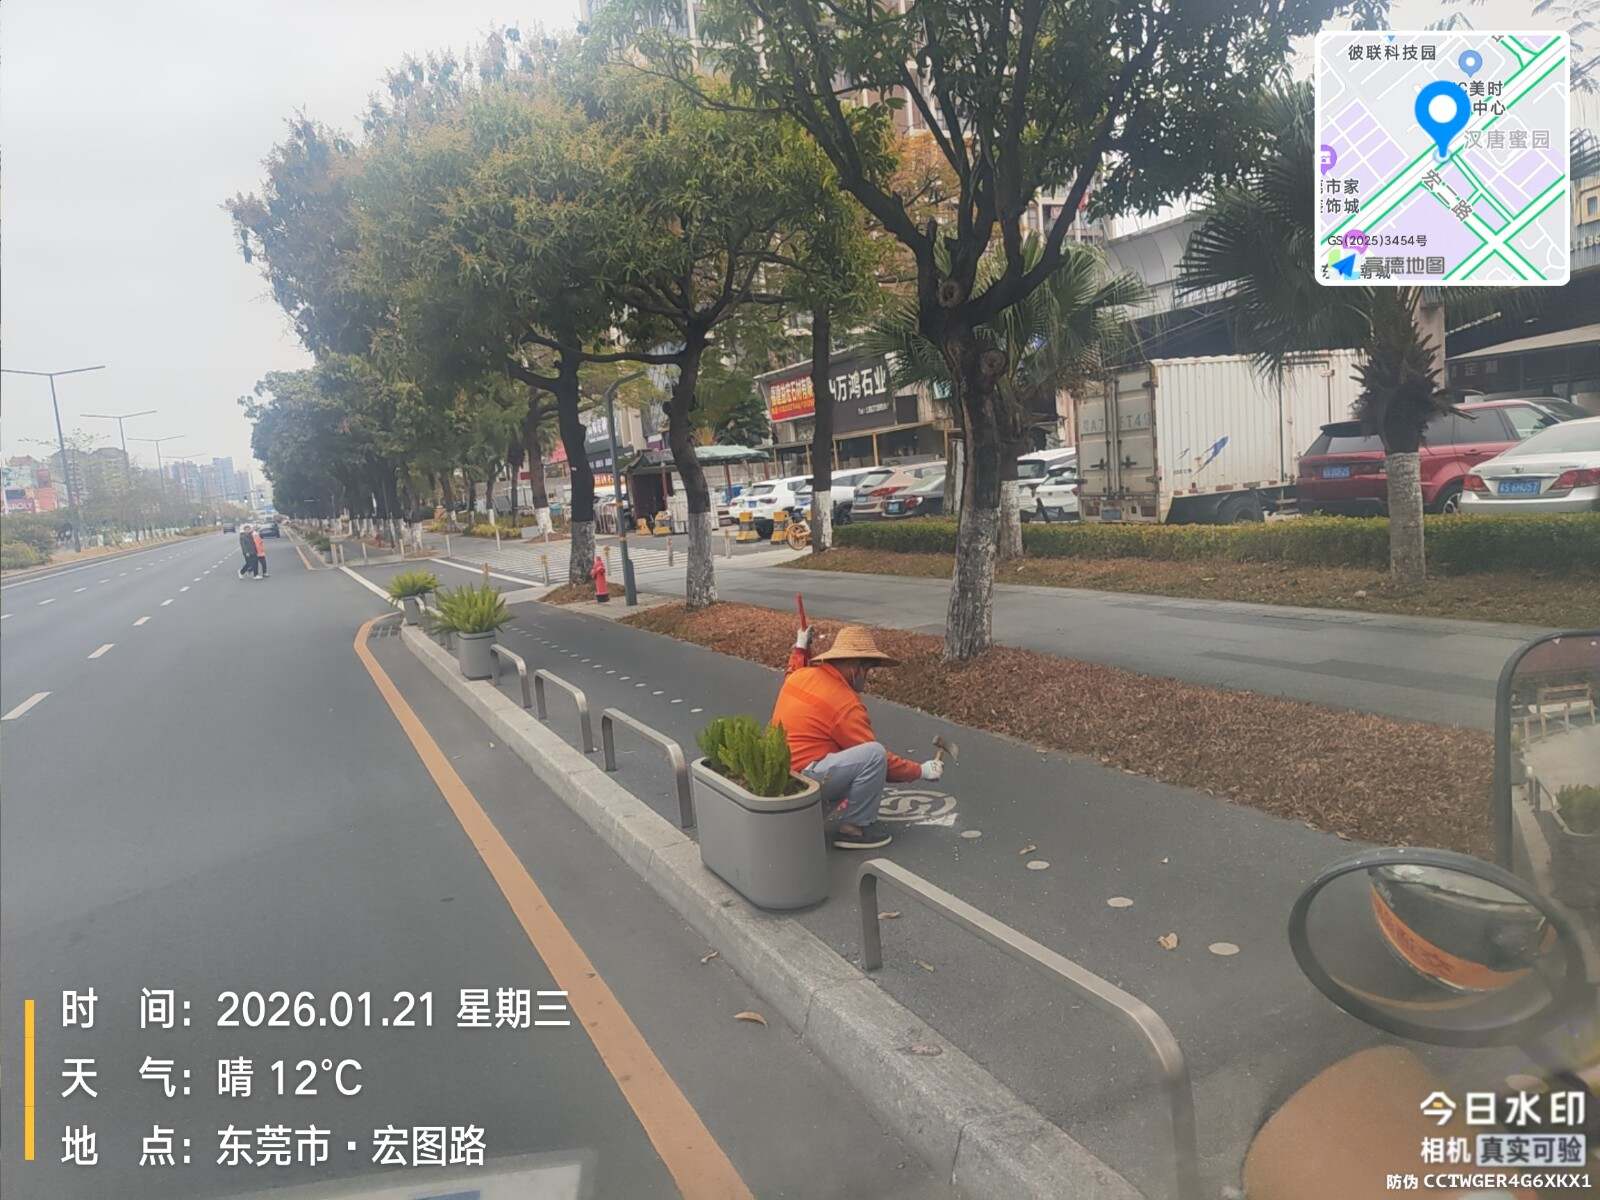 彼联科技园
C美时
中心
汉唐蜜园
市家
饰城
宏二路
GS(2025)3454号
高德地图
万鸿石业
时 间：2026.01.21 星期三
天 气：晴 12℃
地 点：东莞市·宏图路
今日水印
相机 真实可验
防伪 CCTWGER4G6XKX1